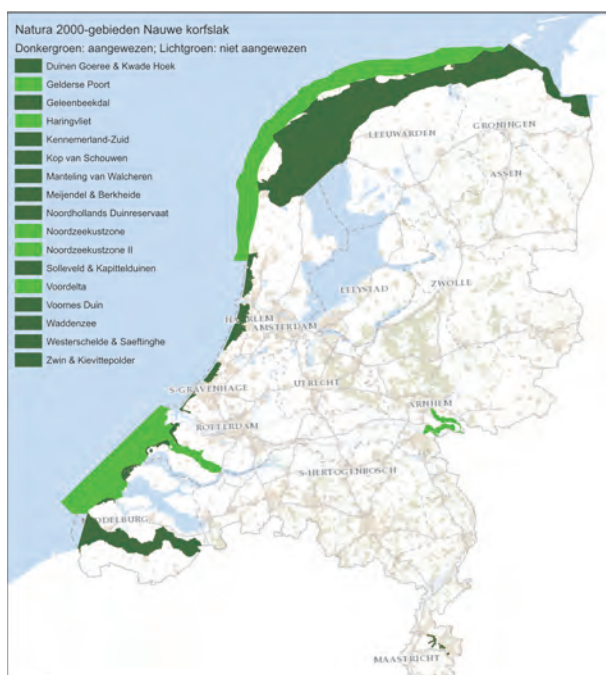 Natura 2000-gebieden Nauwe korfslak
Donkergroen: aangewezen; Lichtgroen: niet aangewezen
Duinen Goeree & Kwade Hoek
Gelderse Poort
Geleenbeekdal
Haringvliet
Kennemerland-Zuid
Kop van Schouwen
Manteling van Walcheren
Meijendel & Berkheide
Noordhollands Duinreservaat
Noordzeekustzone
Noordzeekustzone II
Solleveld & Kapittelduinen
Voordelta
Voornes Duin
Waddenzee
Westerschelde & Saeftinghe
Zwin & Kievittepolder
GRONINGEN
LEEUWARDEN
ASSEN
LELYSTAD
ZWOLLE
AMSTERDAM
'S-GRAVENHAGE
UTRECHT
ARNHEM
ROTTERDAM
'S-HERTOGENBOSCH
MAASTRICHT